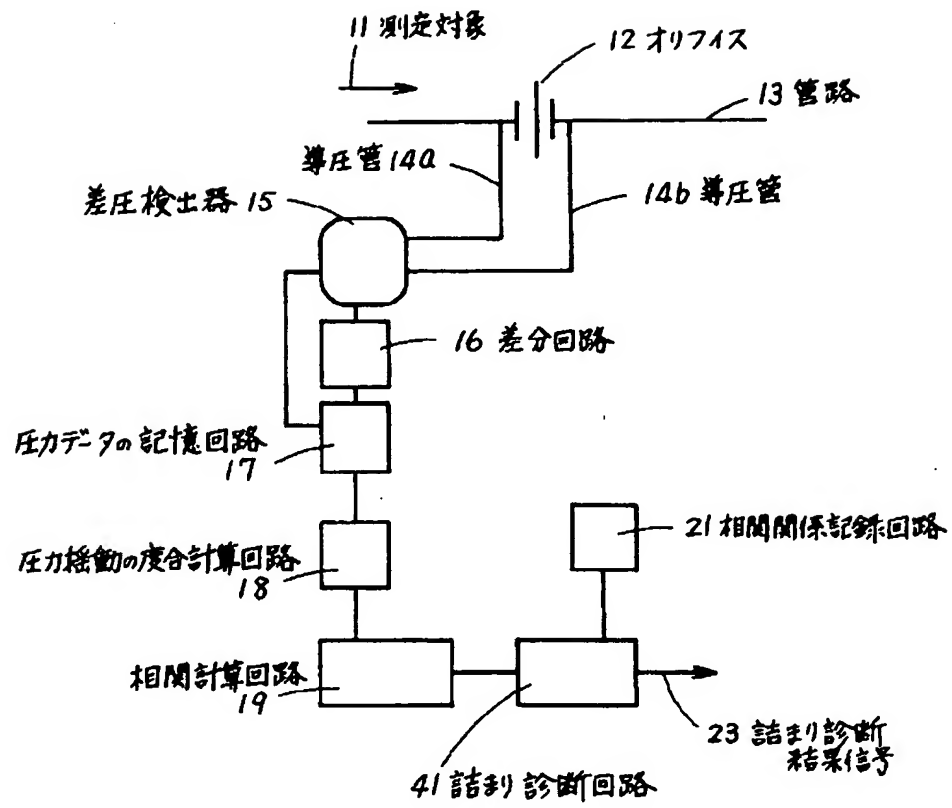 11 測定対象
12 オリフィス
13 管路
導圧管 14a
14b 導圧管
差圧検出器 15
16 差分回路
圧力データの記憶回路
17
21 相関関係記録回路
圧力揺動の度合計算回路
18
相関計算回路
19
23 詰まり診断
結果信号
41 詰まり診断回路